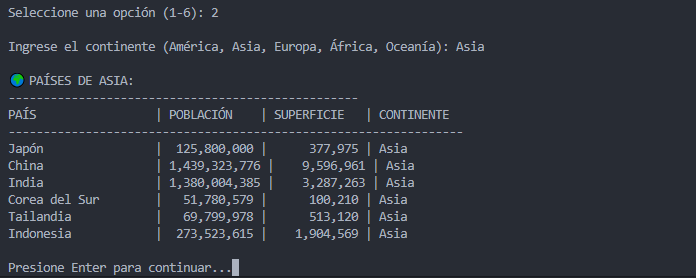 Seleccione una opción (1-6): 2
Ingrese el continente (América, Asia, Europa, África, Oceanía): Asia
🌍 PAÍSES DE ASIA:
--------------------------------------------------
PAÍS                 | POBLACIÓN    | SUPERFICIE   | CONTINENTE
-----------------------------------------------------------------
Japón                |  125,800,000 |      377,975 | Asia
China                | 1,439,323,776 |    9,596,961 | Asia
India                | 1,380,004,385 |    3,287,263 | Asia
Corea del Sur        |   51,780,579 |      100,210 | Asia
Tailandia            |   69,799,978 |      513,120 | Asia
Indonesia            |  273,523,615 |    1,904,569 | Asia
Presione Enter para continuar...